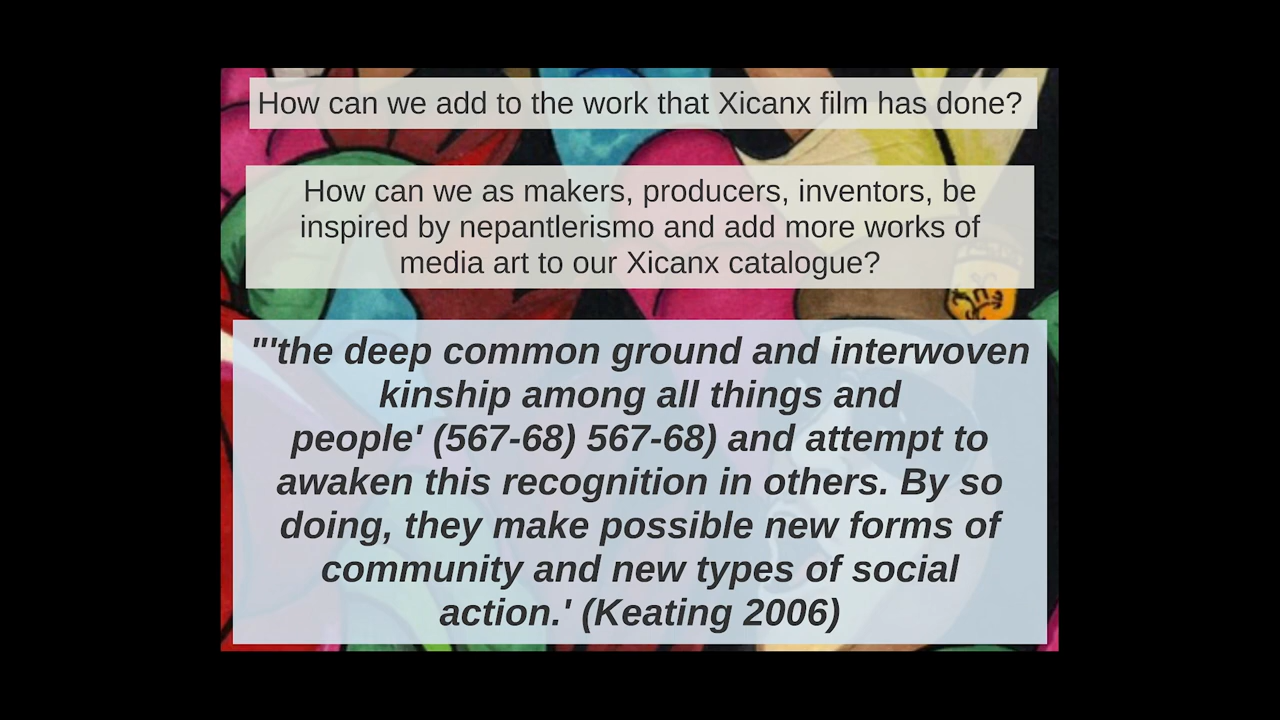 How can we add to the work that Xicanx film has done?
How can we as makers, producers, inventors, be
inspired by nepantlerismo and add more works of
media art to our Xicanx catalogue?
"'the deep common ground and interwoven
kinship among all things and
people' (567-68) 567-68) and attempt to
awaken this recognition in others. By so
doing, they make possible new forms of
community and new types of social
action.' (Keating 2006)